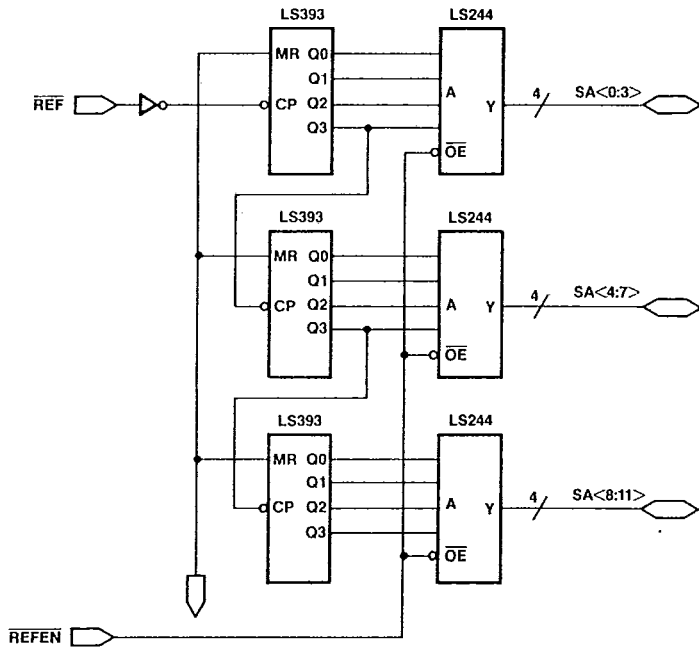 LS393 LS244
MR Q0
Q1
A
REF CP Q2 Y 4 SA<0:3>
Q3
OE
LS393 LS244
MR Q0
Q1
4 SA<4:7>
CP Q2 A Y
Q3
OE
LS393 LS244
MR Q0
Q1
4 SA<8:11>
CP Q2 A Y
Q3
OE
REFEN